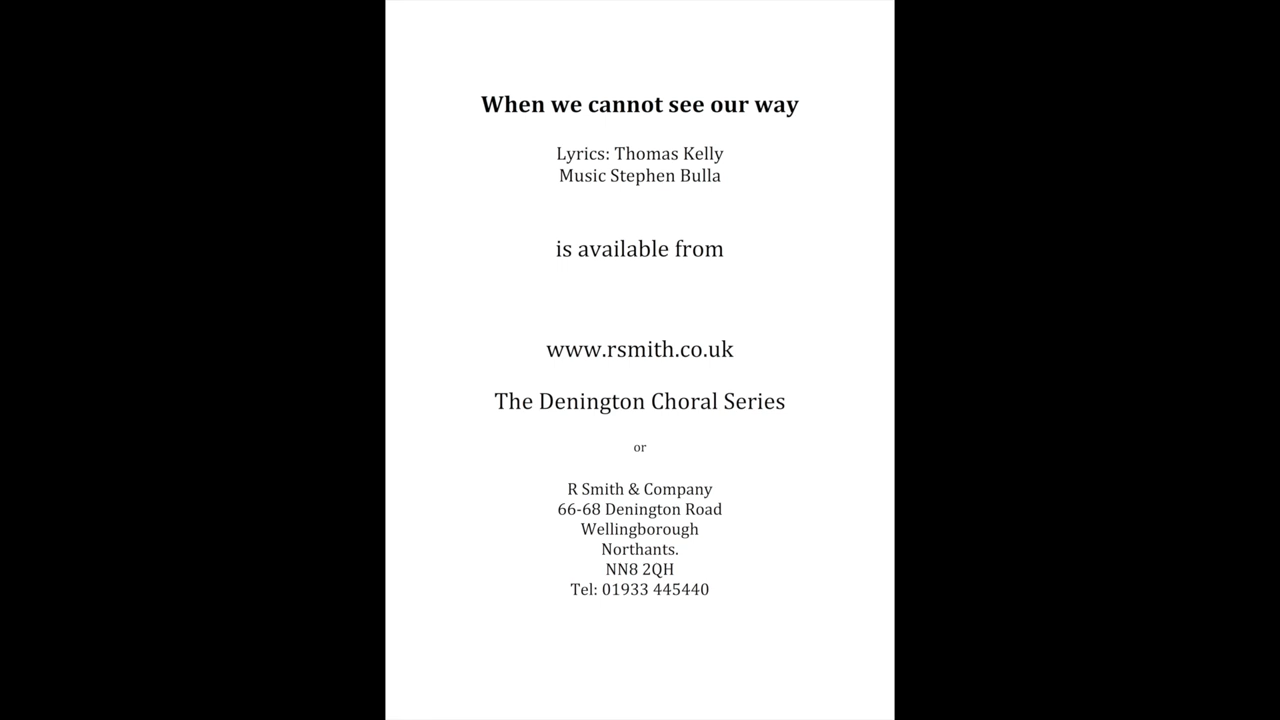 When we cannot see our way
Lyrics: Thomas Kelly
Music Stephen Bulla
is available from
www.rsmith.co.uk
The Denington Choral Series
or
R Smith & Company
66-68 Denington Road
Wellingborough
Northants.
NN8 2QH
Tel: 01933 445440